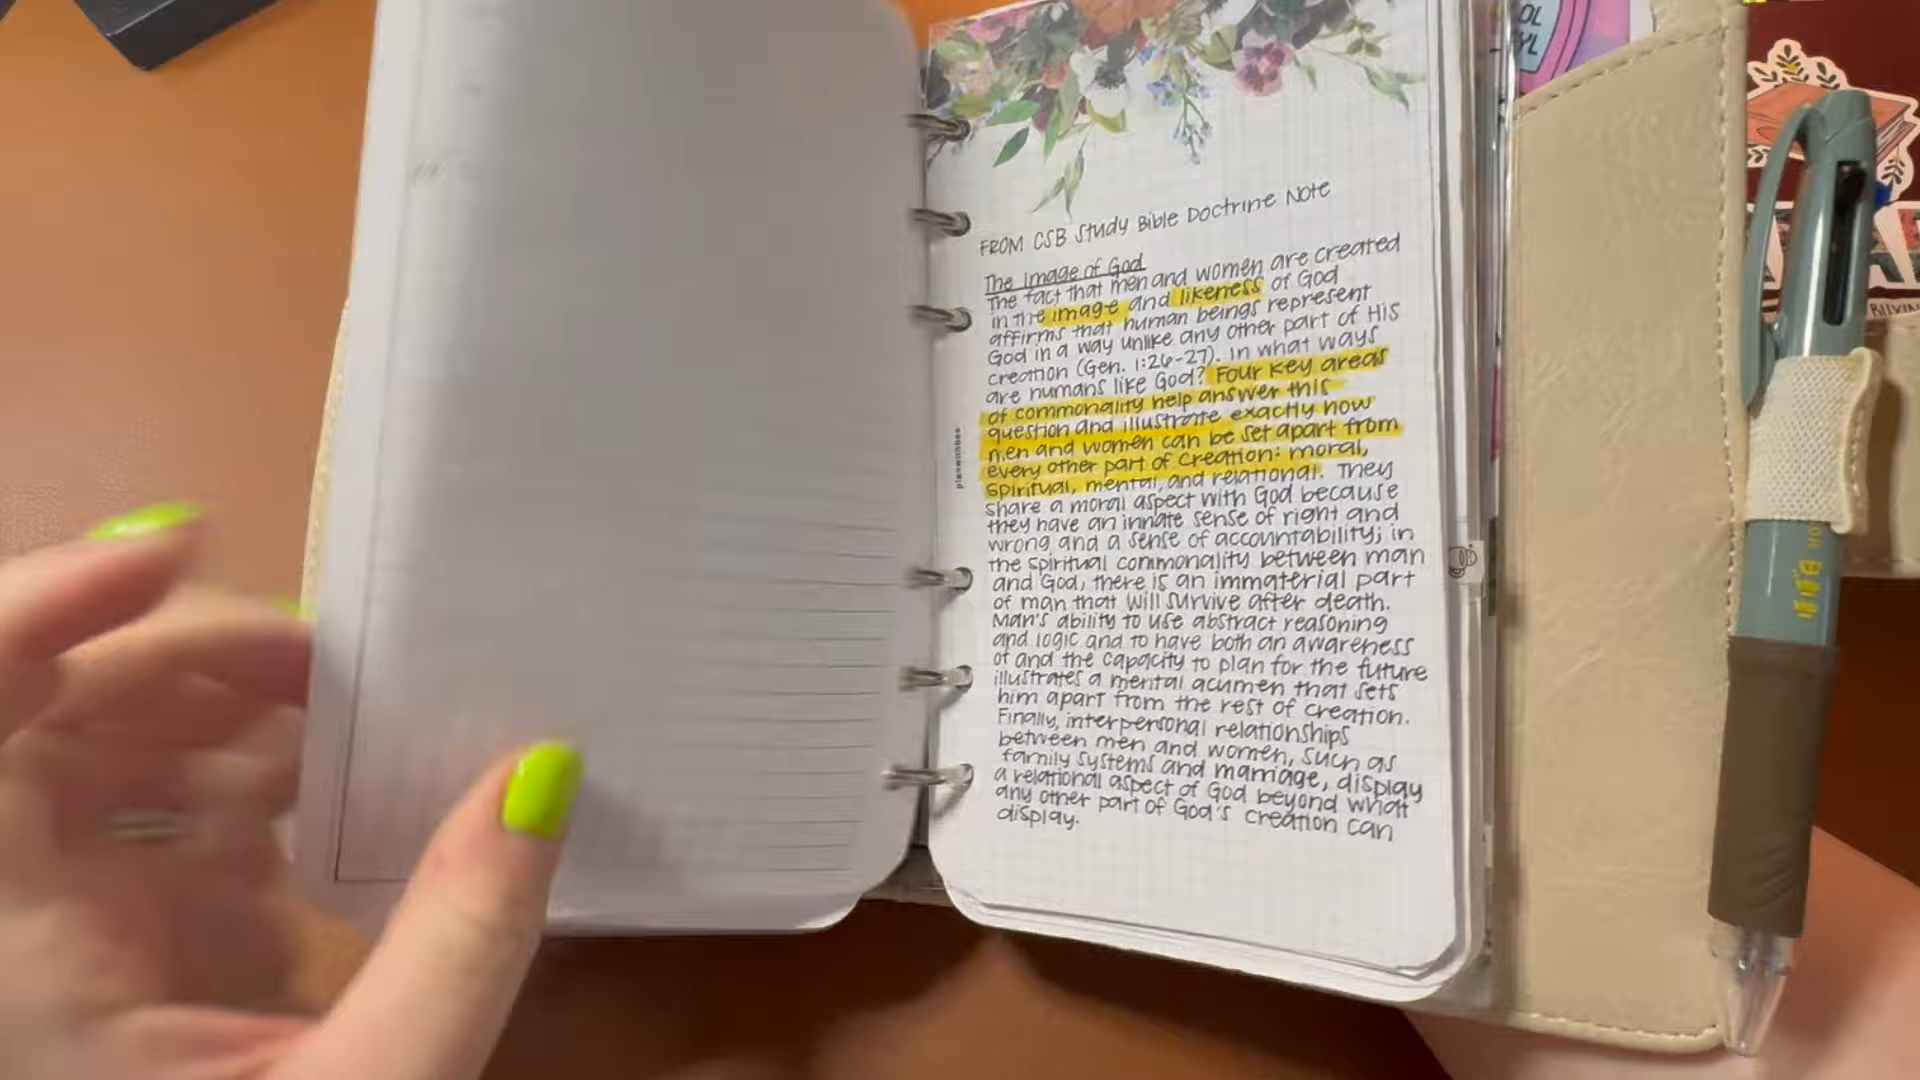 FROM CSB Study Bible Doctrine Note
The Image of God
The fact that men and women are created
in the image and likeness of God
affirms that human beings represent
God in a way unlike any other part of His
creation (Gen. 1:26-27). In what ways
are humans like God? Four key areas
of commonality help answer this
question and illustrate exactly how
men and women can be set apart from
every other part of creation: moral,
spiritual, mental, and relational. They
share a moral aspect with God because
they have an innate sense of right and
wrong and a sense of accountability; in
the spiritual commonality between man
and God, there is an immaterial part
of man that will survive after death.
Man's ability to use abstract reasoning
and logic and to have both an awareness
of and the capacity to plan for the future
illustrates a mental acumen that sets
him apart from the rest of creation.
Finally, interpersonal relationships
between men and women, such as
family systems and marriage, display
a relational aspect of God beyond what
any other part of God's creation can
display.
planwithbee